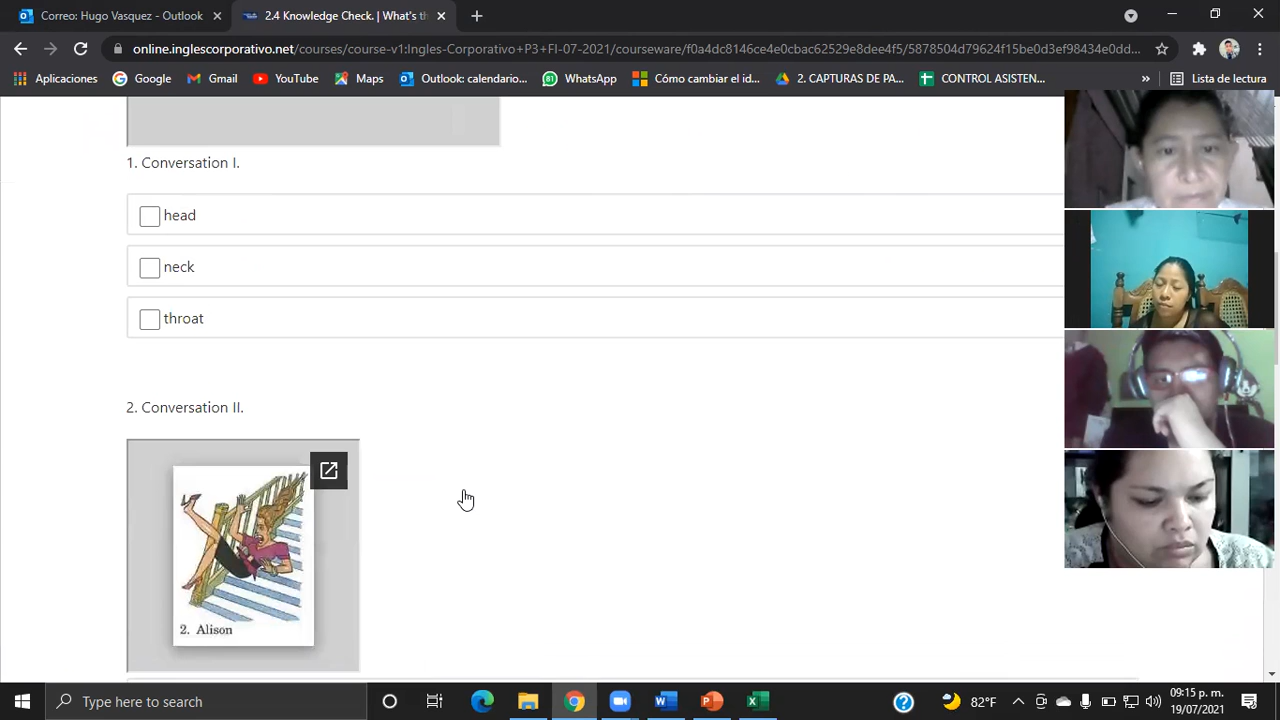 Correo: Hugo Vasquez - Outlook
2.4 Knowledge Check. | What's th
online.inglescorporativo.net/courses/course-v1:Ingles-Corporativo+P3+FI-07-2021/courseware/f0a4dc8146ce4e0cbac62529e8dee4f5/5878504d79624f15be0d3ef98434e0dd...
Aplicaciones
Google
Gmail
YouTube
Maps
Outlook: calendario...
81
WhatsApp
Cómo cambiar el id...
2. CAPTURAS DE PA...
CONTROL ASISTEN...
»
Lista de lectura
1. Conversation I.
head
neck
throat
2. Conversation II.
2. Alison
Type here to search
82°F
09:15 p. m.
19/07/2021